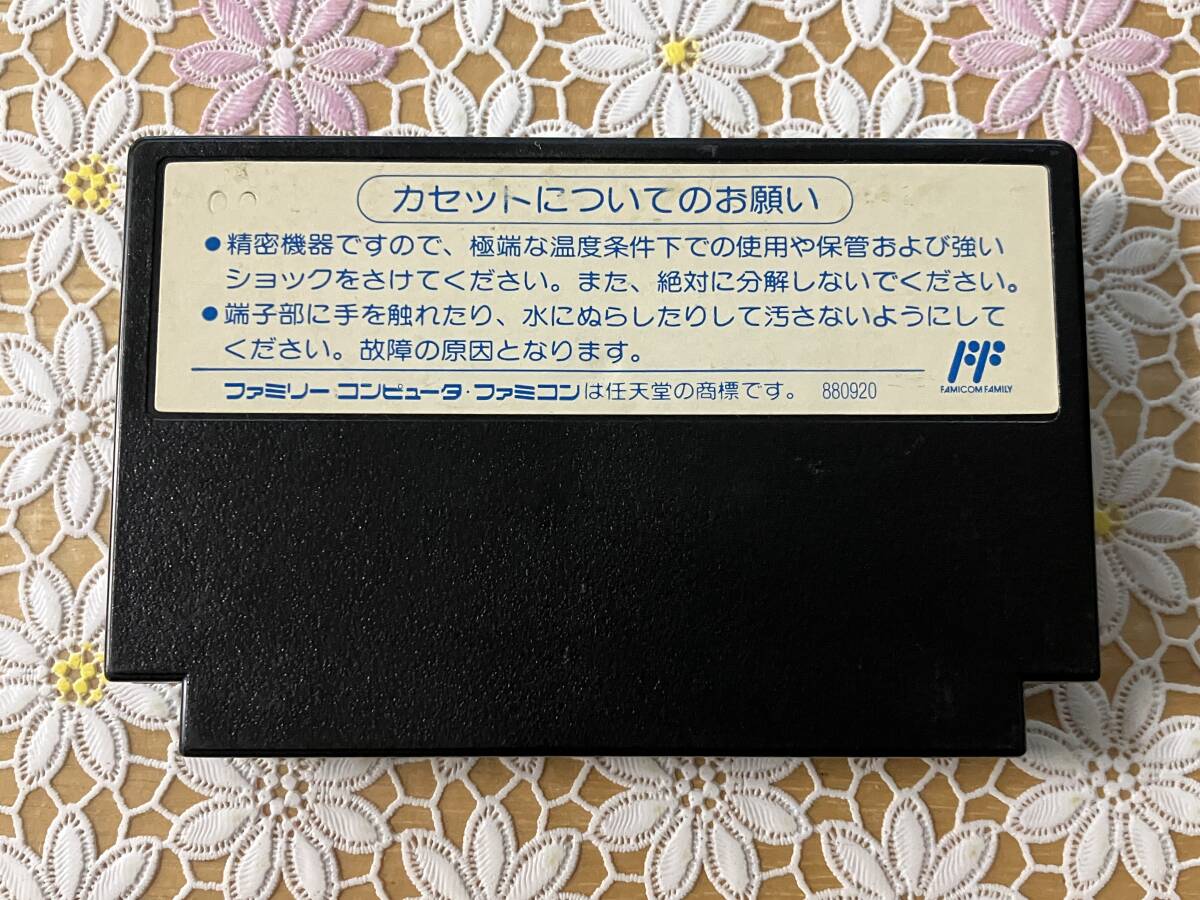 カセットについてのお願い
●精密機器ですので、極端な温度条件下での使用や保管および強い
ショックをさけてください。また、絶対に分解しないでください。
●端子部に手を触れたり、水にぬらしたりして汚さないようにして
ください。故障の原因となります。
ファミリーコンピュータ・ファミコンは任天堂の商標です。 880920
FAMICOM FAMILY